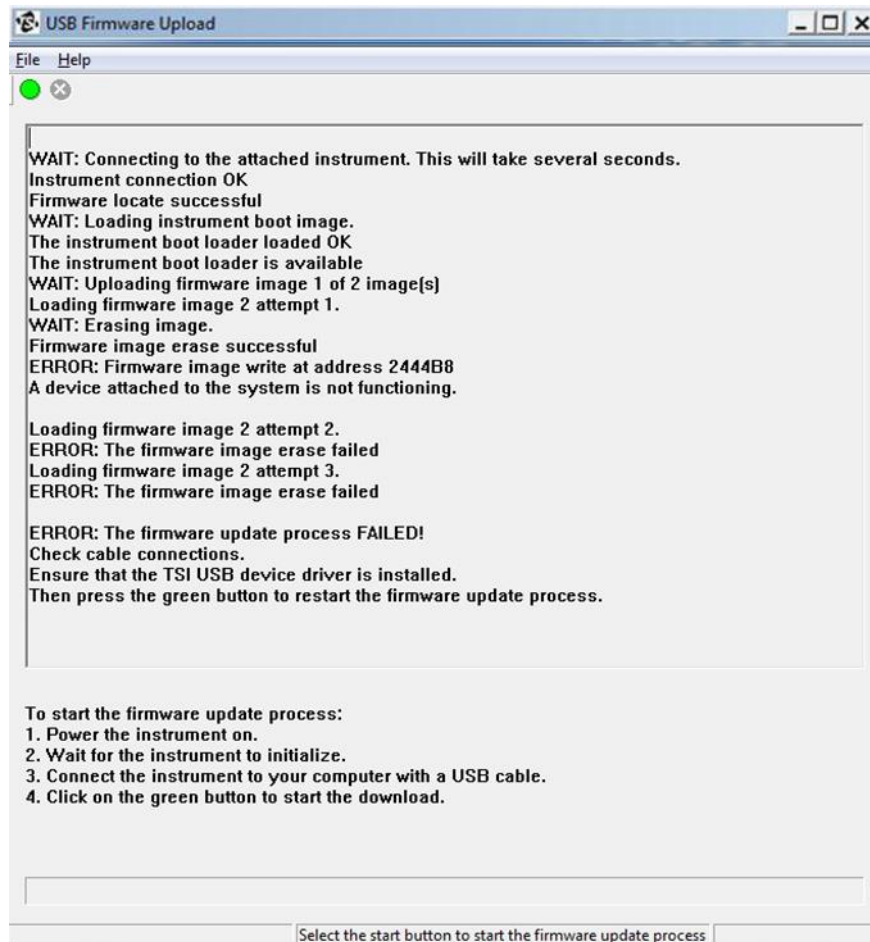 USB Firmware Upload
File Help
WAIT: Connecting to the attached instrument. This will take several seconds.
Instrument connection OK
Firmware locate successful
WAIT: Loading instrument boot image.
The instrument boot loader loaded OK
The instrument boot loader is available
WAIT: Uploading firmware image 1 of 2 image(s)
Loading firmware image 2 attempt 1.
WAIT: Erasing image.
Firmware image erase successful
ERROR: Firmware image write at address 2444B8
A device attached to the system is not functioning.
Loading firmware image 2 attempt 2.
ERROR: The firmware image erase failed
Loading firmware image 2 attempt 3.
ERROR: The firmware image erase failed
ERROR: The firmware update process FAILED!
Check cable connections.
Ensure that the TSI USB device driver is installed.
Then press the green button to restart the firmware update process.
To start the firmware update process:
1. Power the instrument on.
2. Wait for the instrument to initialize.
3. Connect the instrument to your computer with a USB cable.
4. Click on the green button to start the download.
Select the start button to start the firmware update process